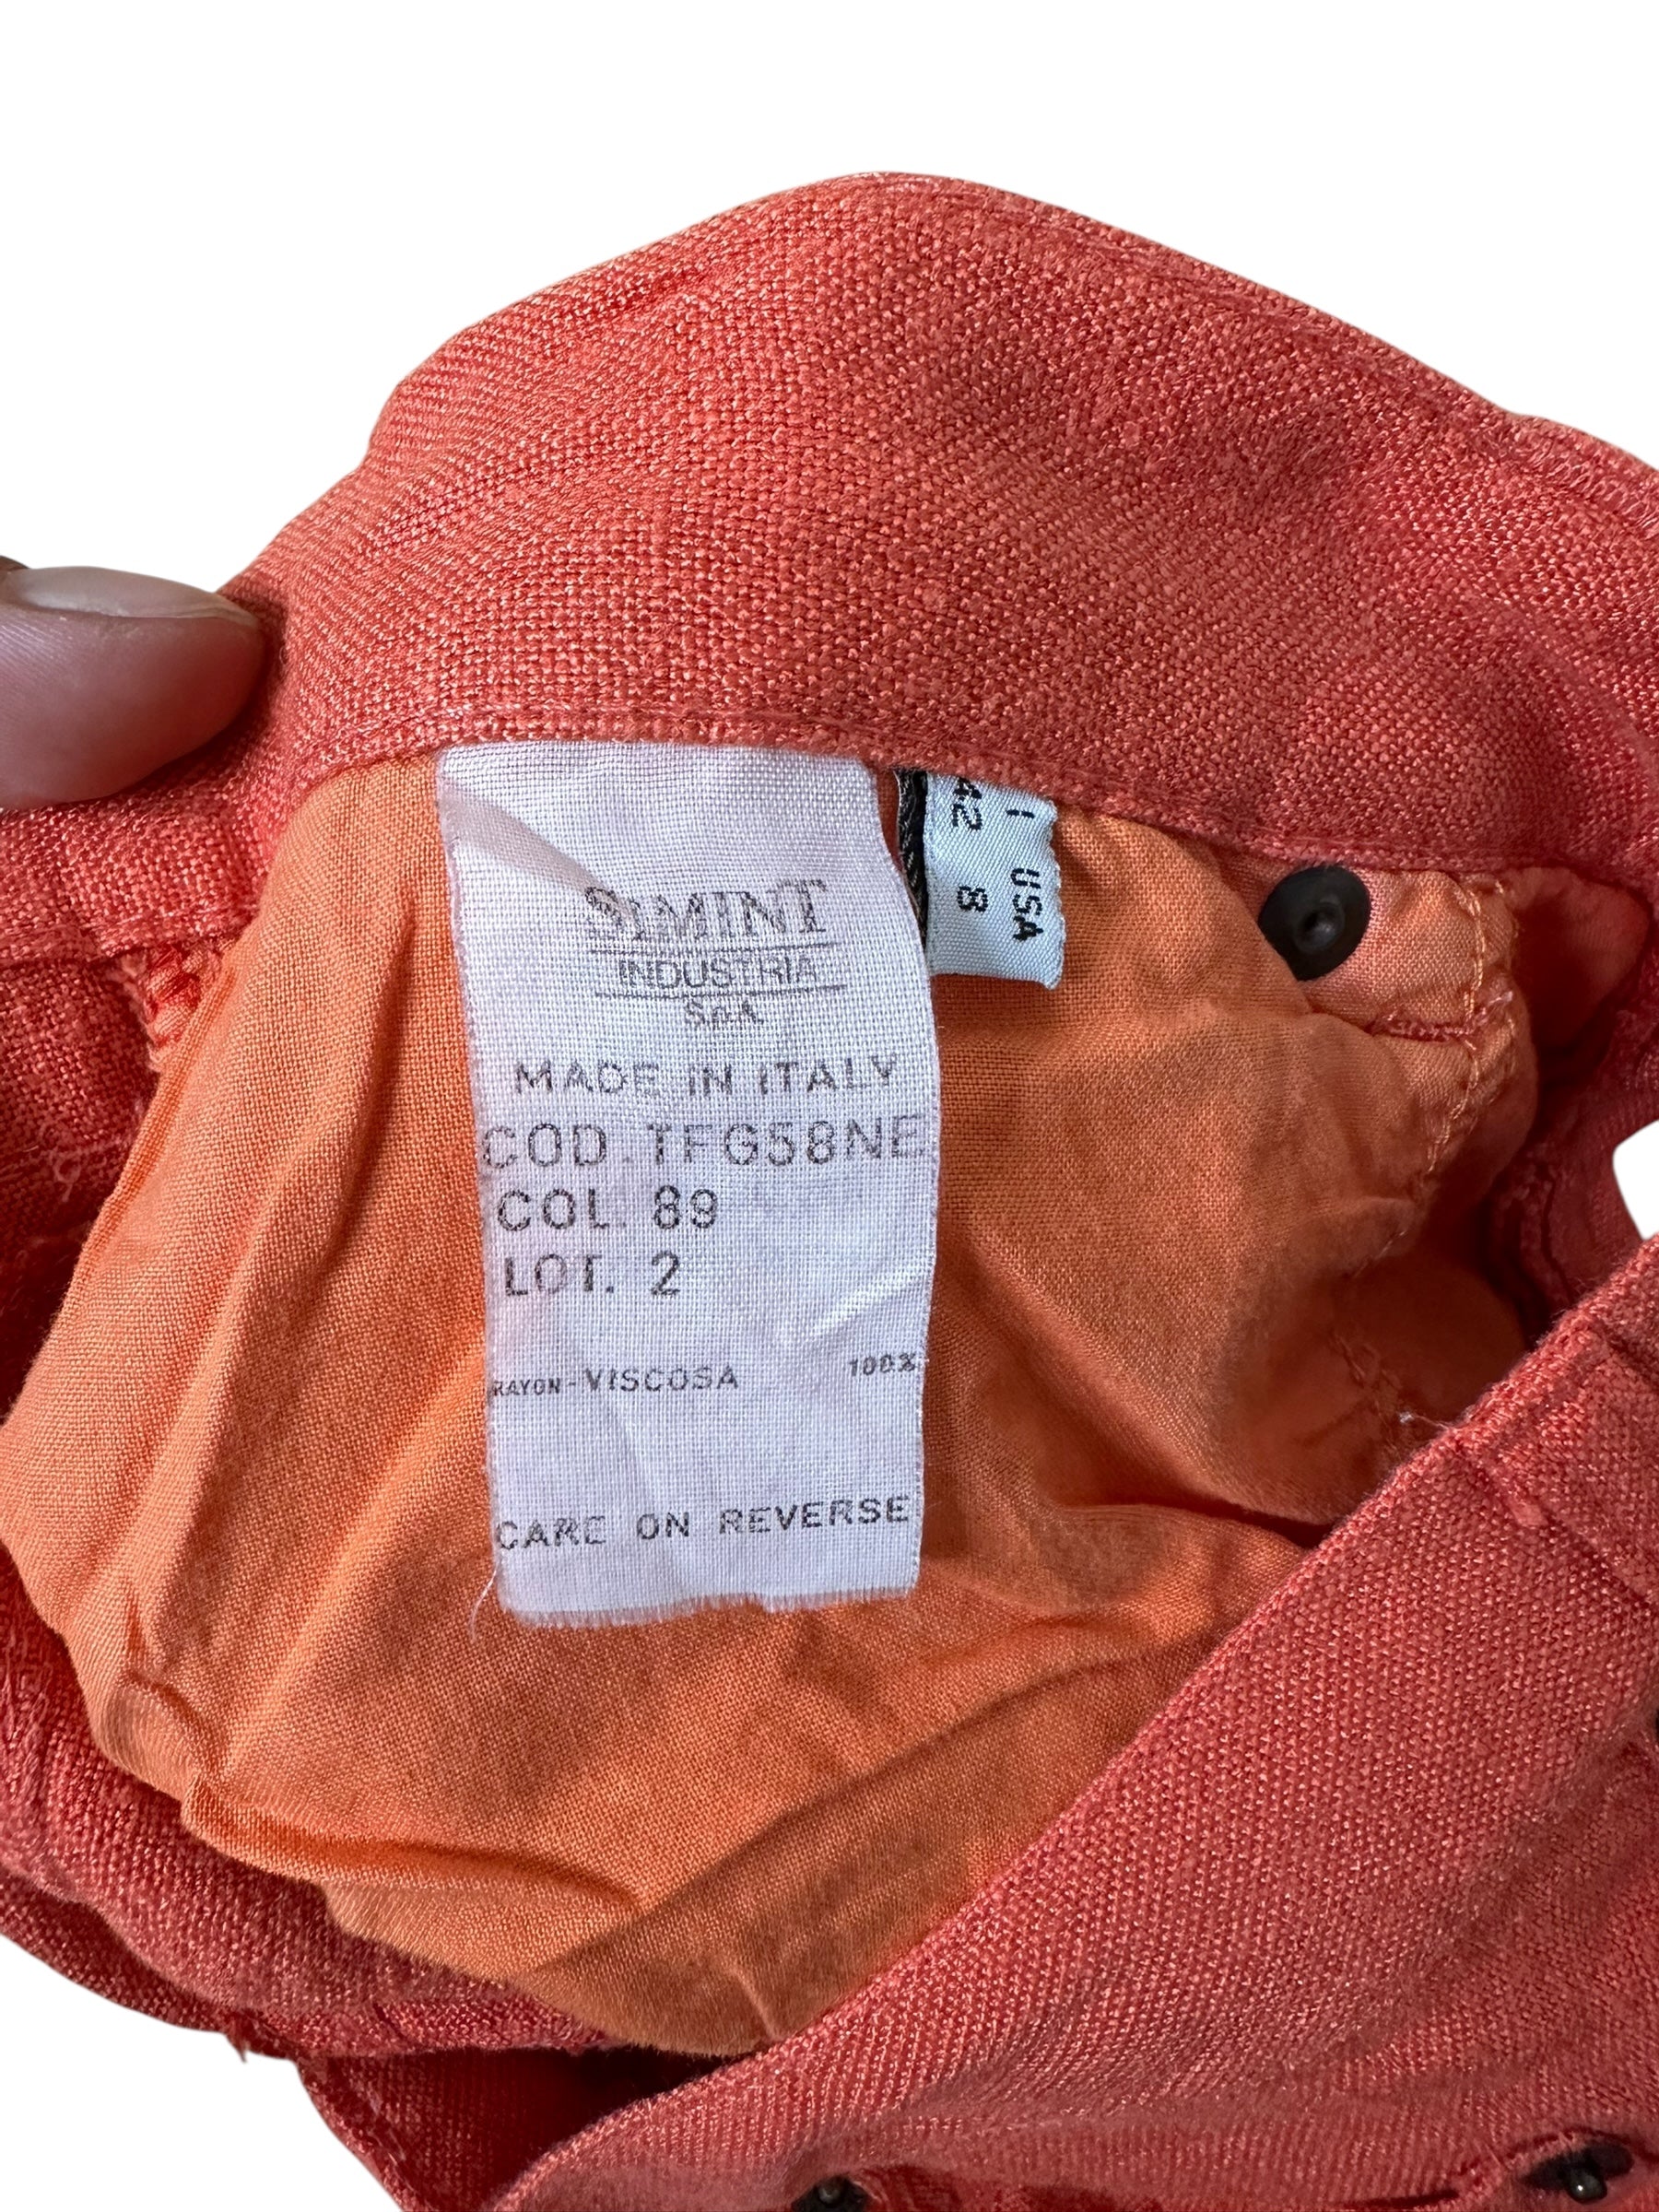 SIMINT
INDUSTRIA
S.p.A.
MADE IN ITALY
COD. TFG58NE
COL. 89
LOT. 2
RAYON-VISCOSA 100%
CARE ON REVERSE
I USA
42 8